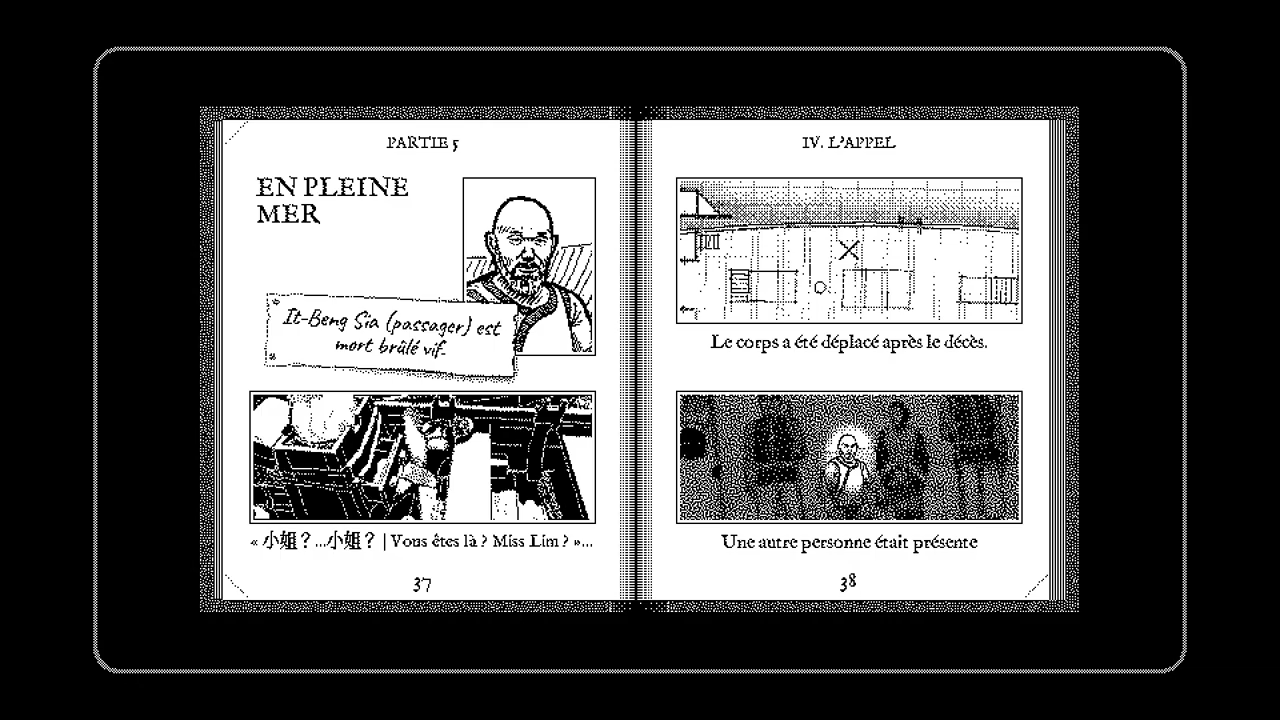 PARTIE 5
EN PLEINE
MER
It-Beng Sia (passager) est
mort brûlé vif.
« 小姐？...小姐？ | Vous êtes là ? Miss Lim ? »...
37
IV. L'APPEL
Le corps a été déplacé après le décès.
Une autre personne était présente
38